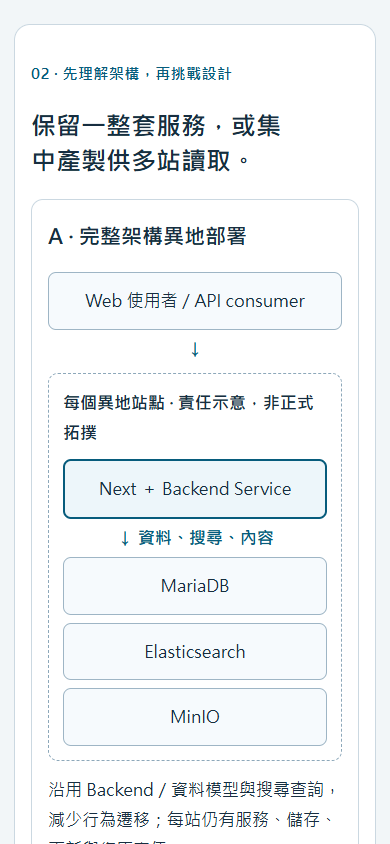 02 · 先理解架構，再挑戰設計
保留一整套服務，或集
中產製供多站讀取。
A · 完整架構異地部署
Web 使用者 / API consumer
↓
每個異地站點 · 責任示意，非正式
拓撲
Next + Backend Service
↓ 資料、搜尋、內容
MariaDB
Elasticsearch
MinIO
沿用 Backend / 資料模型與搜尋查詢，
減少行為遷移；每站仍有服務、儲存、